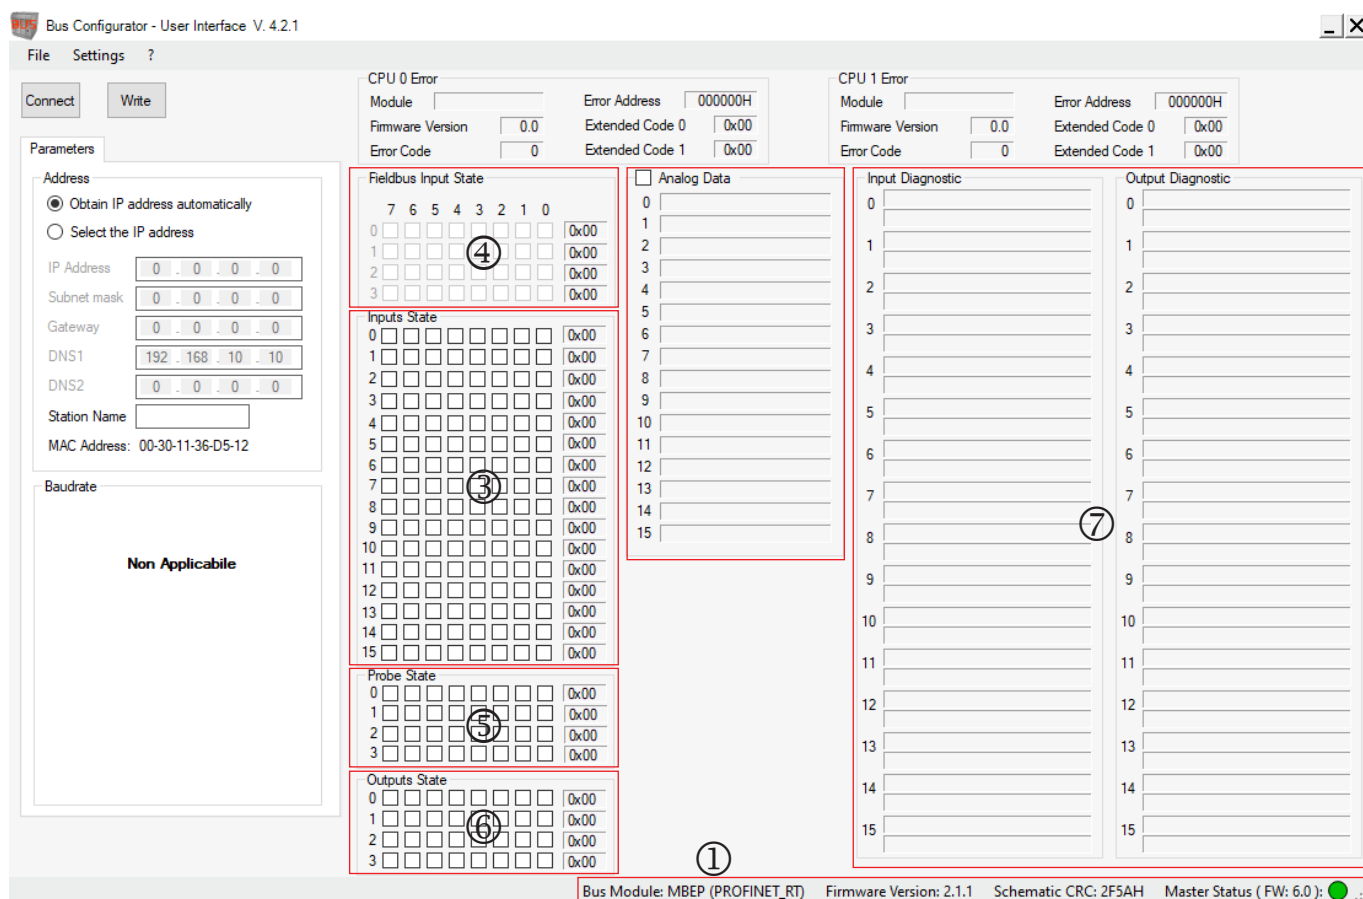 Bus Configurator - User Interface V. 4.2.1
File Settings ?
Connect Write
CPU 0 Error
Module
Error Address 000000H
Firmware Version 0.0
Extended Code 0 0x00
Error Code 0
Extended Code 1 0x00
CPU 1 Error
Module
Error Address 000000H
Firmware Version 0.0
Extended Code 0 0x00
Error Code 0
Extended Code 1 0x00
Parameters
Address
Obtain IP address automatically
Select the IP address
IP Address 0 . 0 . 0 . 0
Subnet mask 0 . 0 . 0 . 0
Gateway 0 . 0 . 0 . 0
DNS1 192 . 168 . 10 . 10
DNS2 0 . 0 . 0 . 0
Station Name
MAC Address: 00-30-11-36-D5-12
Baudrate
Non Applicabile
Fieldbus Input State
7 6 5 4 3 2 1 0
0 0x00
1 0x00
2 0x00
3 0x00
④
Inputs State
0 0x00
1 0x00
2 0x00
3 0x00
4 0x00
5 0x00
6 0x00
7 0x00
8 0x00
9 0x00
10 0x00
11 0x00
12 0x00
13 0x00
14 0x00
15 0x00
③
Probe State
0 0x00
1 0x00
2 0x00
3 0x00
⑤
Outputs State
0 0x00
1 0x00
2 0x00
3 0x00
⑥
Analog Data
0
1
2
3
4
5
6
7
8
9
10
11
12
13
14
15
Input Diagnostic
0
1
2
3
4
5
6
7
8
9
10
11
12
13
14
15
⑦
Output Diagnostic
0
1
2
3
4
5
6
7
8
9
10
11
12
13
14
15
①
Bus Module: MBEP (PROFINET_RT) Firmware Version: 2.1.1 Schematic CRC: 2F5AH Master Status ( FW: 6.0 ):